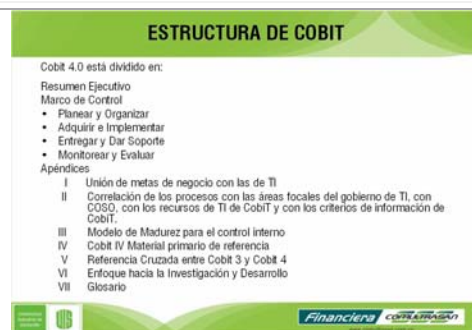 ESTRUCTURA DE COBIT
Cobit 4.0 está dividido en:
Resumen Ejecutivo
Marco de Control
• Planear y Organizar
• Adquirir e Implementar
• Entregar y Dar Soporte
• Monitorear y Evaluar
Apéndices
I Unión de metas de negocio con las de TI
II Correlación de los procesos con las áreas focales del gobierno de TI, con
COSO, con los recursos de TI de CobiT y con los criterios de información de
CobiT.
III Modelo de Madurez para el control interno
IV Cobit IV Material primario de referencia
V Referencia Cruzada entre Cobit 3 y Cobit 4
VI Enfoque hacia la Investigación y Desarrollo
VII Glosario
UIS
Financiera COMULTRASAN